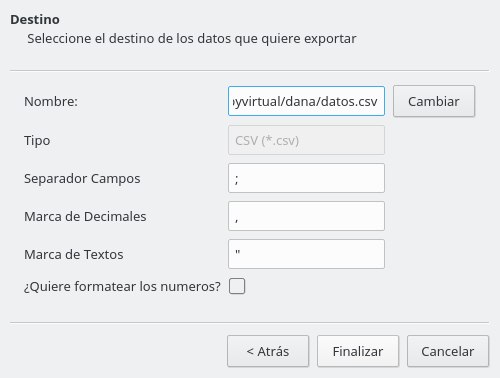 Destino
Seleccione el destino de los datos que quiere exportar
Nombre: yvirtual/dana/datos.csv Cambiar
Tipo CSV (*.csv)
Separador Campos ;
Marca de Decimales ,
Marca de Textos "
¿Quiere formatear los numeros?
< Atrás Finalizar Cancelar